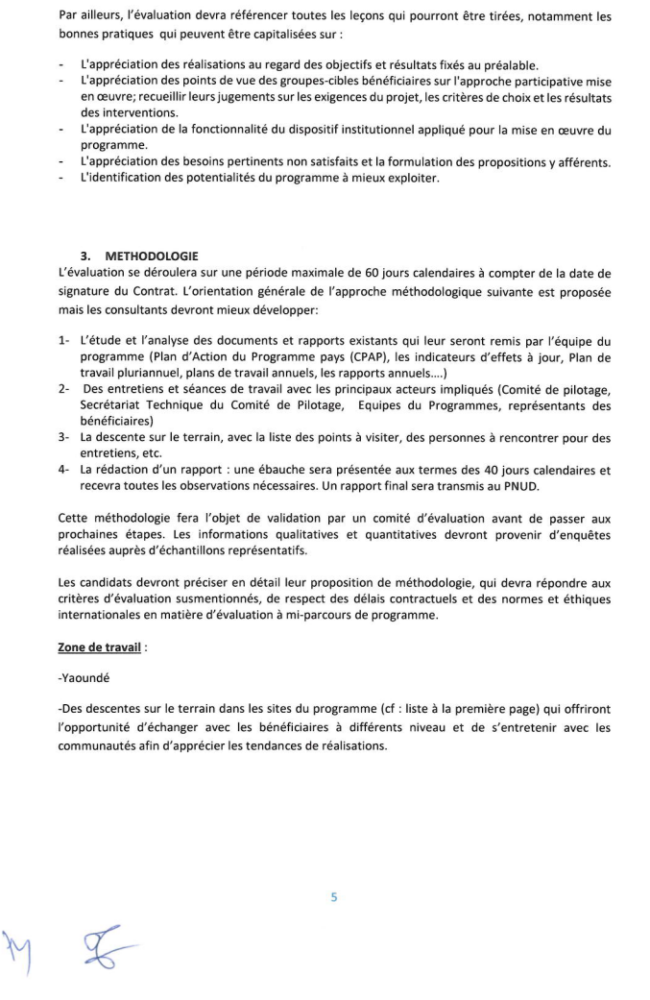 Par ailleurs, l’évaluation devra référencer toutes les leçons qui pourront être tirées, notamment les
bonnes pratiques qui peuvent être capitalisées sur :
- L'appréciation des réalisations au regard des objectifs et résultats fixés au préalable.
- L'appréciation des points de vue des groupes-cibles bénéficiaires sur l'approche participative mise
en œuvre; recueillir leurs jugements sur les exigences du projet, les critères de choix et les résultats
des interventions.
- L'appréciation de la fonctionnalité du dispositif institutionnel appliqué pour la mise en œuvre du
programme.
- L'appréciation des besoins pertinents non satisfaits et la formulation des propositions y afférents.
- L'identification des potentialités du programme à mieux exploiter.
3. METHODOLOGIE
L’évaluation se déroulera sur une période maximale de 60 jours calendaires à compter de la date de
signature du Contrat. L’orientation générale de l’approche méthodologique suivante est proposée
mais les consultants devront mieux développer:
1- L’étude et l’analyse des documents et rapports existants qui leur seront remis par l’équipe du
programme (Plan d’Action du Programme pays (CPAP), les indicateurs d’effets à jour, Plan de
travail pluriannuel, plans de travail annuels, les rapports annuels….)
2- Des entretiens et séances de travail avec les principaux acteurs impliqués (Comité de pilotage,
Secrétariat Technique du Comité de Pilotage, Equipes du Programmes, représentants des
bénéficiaires)
3- La descente sur le terrain, avec la liste des points à visiter, des personnes à rencontrer pour des
entretiens, etc.
4- La rédaction d’un rapport : une ébauche sera présentée aux termes des 40 jours calendaires et
recevra toutes les observations nécessaires. Un rapport final sera transmis au PNUD.
Cette méthodologie fera l’objet de validation par un comité d’évaluation avant de passer aux
prochaines étapes. Les informations qualitatives et quantitatives devront provenir d’enquêtes
réalisées auprès d’échantillons représentatifs.
Les candidats devront préciser en détail leur proposition de méthodologie, qui devra répondre aux
critères d’évaluation susmentionnés, de respect des délais contractuels et des normes et éthiques
internationales en matière d’évaluation à mi-parcours de programme.
Zone de travail :
-Yaoundé
-Des descentes sur le terrain dans les sites du programme (cf : liste à la première page) qui offriront
l’opportunité d’échanger avec les bénéficiaires à différents niveau et de s’entretenir avec les
communautés afin d’apprécier les tendances de réalisations.
5